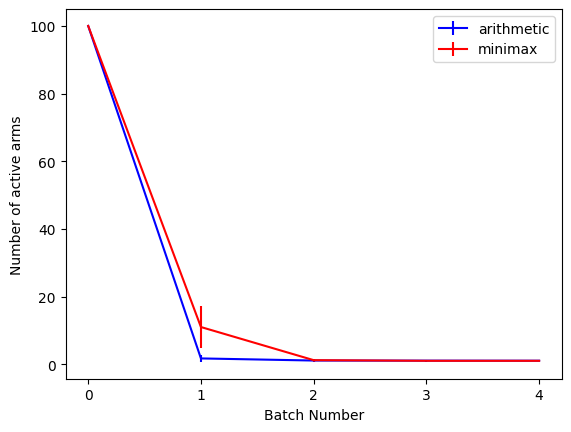 100
80
60
40
20
0
Number of active arms
arithmetic
minimax
0 1 2 3 4
Batch Number